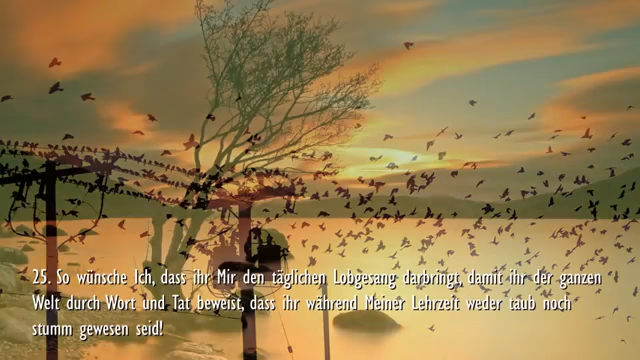 25. So wünsche Ich, dass ihr Mir den täglichen Lobgesang darbringt, damit ihr der ganzen
Welt durch Wort und Tat beweist, dass ihr während Meiner Lehrzeit weder taub noch
stumm gewesen seid!